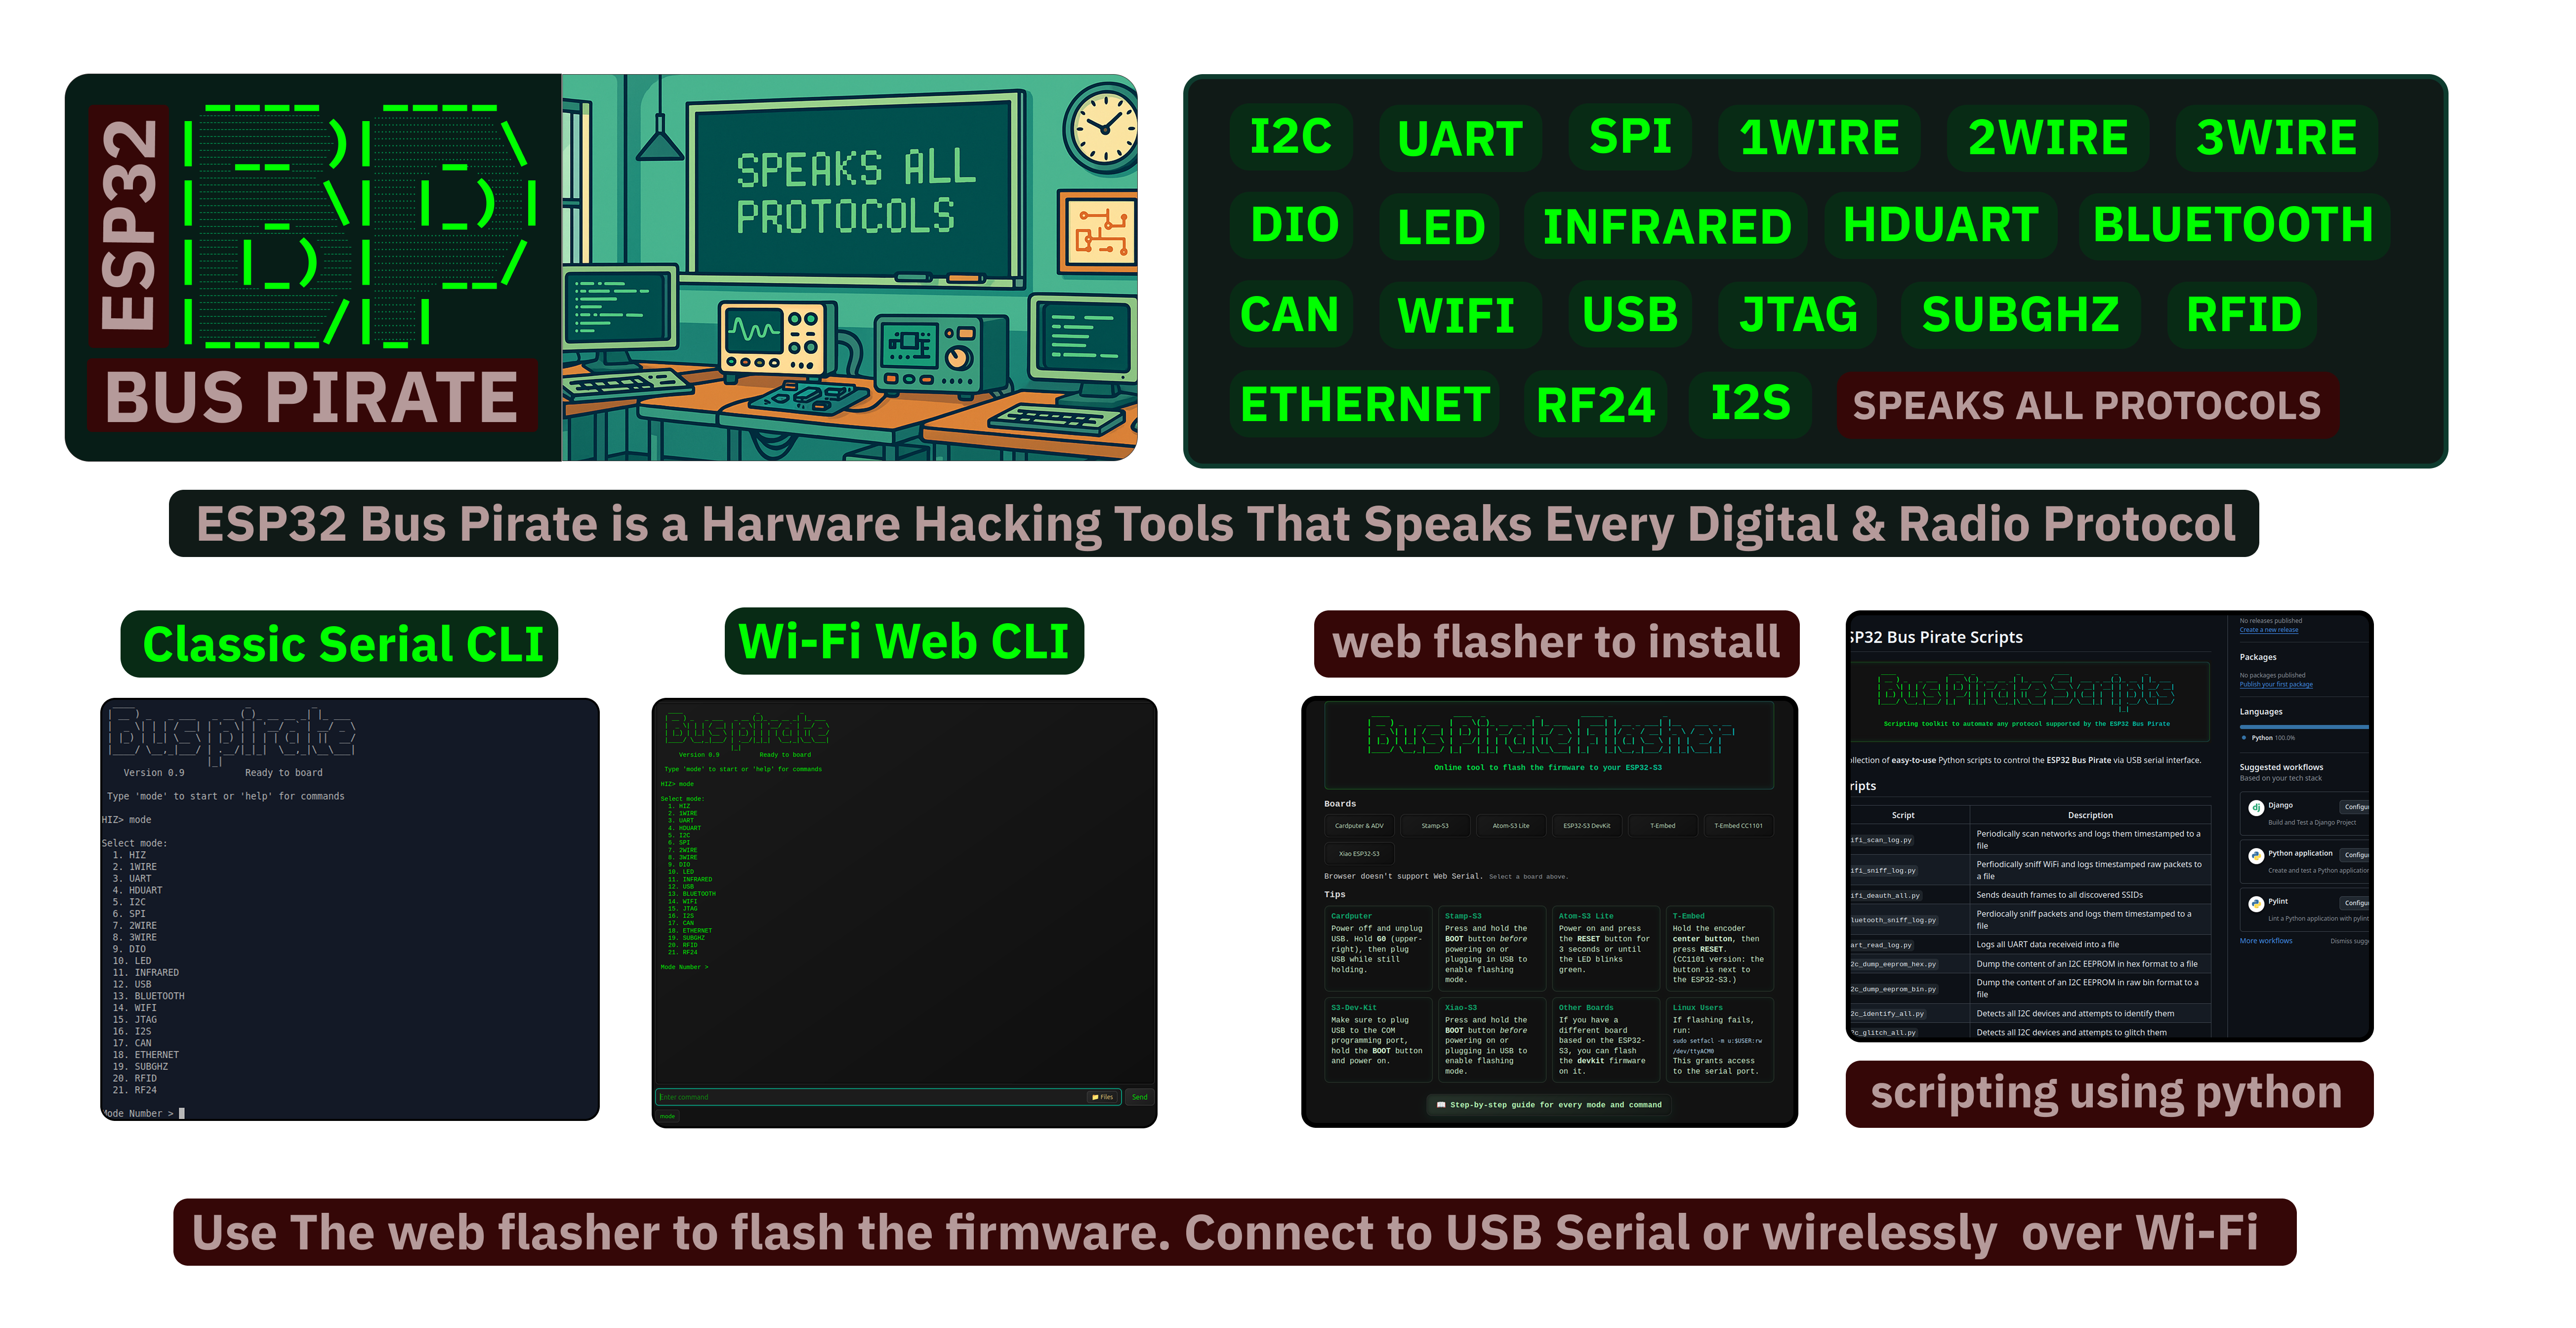 ESP32
BUS PIRATE
SPEAKS ALL
PROTOCOLS
I2C UART SPI 1WIRE 2WIRE 3WIRE
DIO LED INFRARED HDUART BLUETOOTH
CAN WIFI USB JTAG SUBGHZ RFID
ETHERNET RF24 I2S SPEAKS ALL PROTOCOLS
ESP32 Bus Pirate is a Harware Hacking Tools That Speaks Every Digital & Radio Protocol
Classic Serial CLI
Bus Pirate
Version 0.9 Ready to board
Type 'mode' to start or 'help' for commands
HIZ> mode
Select mode:
1. HIZ
2. 1WIRE
3. UART
4. HDUART
5. I2C
6. SPI
7. 2WIRE
8. 3WIRE
9. DIO
10. LED
11. INFRARED
12. USB
13. BLUETOOTH
14. WIFI
15. JTAG
16. I2S
17. CAN
18. ETHERNET
19. SUBGHZ
20. RFID
21. RF24
Mode Number >
Wi-Fi Web CLI
Bus Pirate
Version 0.9 Ready to board
Type 'mode' to start or 'help' for commands
HIZ> mode
Select mode:
1. HIZ
2. 1WIRE
3. UART
4. HDUART
5. I2C
6. SPI
7. 2WIRE
8. 3WIRE
9. DIO
10. LED
11. INFRARED
12. USB
13. BLUETOOTH
14. WIFI
15. JTAG
16. I2S
17. CAN
18. ETHERNET
19. SUBGHZ
20. RFID
21. RF24
Mode Number >
Enter command
Files
Send
mode
web flasher to install
Bus Pirate Flasher
Online tool to flash the firmware to your ESP32-S3
Boards
Cardputer & ADV Stamp-S3 Atom-S3 Lite ESP32-S3 DevKit T-Embed T-Embed CC1101
Xiao ESP32-S3
Browser doesn't support Web Serial. Select a board above.
Tips
Cardputer
Power off and unplug
USB. Hold G0 (upper-
right), then plug
USB while still
holding.
Stamp-S3
Press and hold the
BOOT button before
powering on or
plugging in USB to
enable flashing
mode.
Atom-S3 Lite
Power on and press
the RESET button for
3 seconds or until
the LED blinks
green.
T-Embed
Hold the encoder
center button, then
press RESET.
(CC1101 version: the
button is next to
the ESP32-S3.)
S3-Dev-Kit
Make sure to plug
USB to the COM
programming port,
hold the BOOT button
and power on.
Xiao-S3
Press and hold the
BOOT button before
powering on or
plugging in USB to
enable flashing
mode.
Other Boards
If you have a
different board
based on the ESP32-
S3, you can flash
the devkit firmware
on it.
Linux Users
If flashing fails,
run:
sudo setfacl -m u:$USER:rw
/dev/ttyACM0
This grants access
to the serial port.
Step-by-step guide for every mode and command
SP32 Bus Pirate Scripts
Bus Pirate Scripts
Scripting toolkit to automate any protocol supported by the ESP32 Bus Pirate
ollection of easy-to-use Python scripts to control the ESP32 Bus Pirate via USB serial interface.
ripts
Script Description
ifi_scan_log.py Periodically scan networks and logs them timestamped to a
file
ifi_sniff_log.py Perfiodically sniff WiFi and logs timestamped raw packets to
a file
ifi_deauth_all.py Sends deauth frames to all discovered SSIDs
luetooth_sniff_log.py Perdiocally sniff packets and logs them timestamped to a
file
art_read_log.py Logs all UART data receiveid into a file
2c_dump_eeprom_hex.py Dump the content of an I2C EEPROM in hex format to a file
2c_dump_eeprom_bin.py Dump the content of an I2C EEPROM in raw bin format to a
file
2c_identify_all.py Detects all I2C devices and attempts to identify them
2c_glitch_all.py Detects all I2C devices and attempts to glitch them
No releases published
Create a new release
Packages
No packages published
Publish your first package
Languages
Python 100.0%
Suggested workflows
Based on your tech stack
dj Django Configu
Build and Test a Django Project
Python application Configu
Create and test a Python application
Pylint Configu
Lint a Python application with pylint
More workflows Dismiss sugge
scripting using python
Use The web flasher to flash the firmware. Connect to USB Serial or wirelessly over Wi-Fi